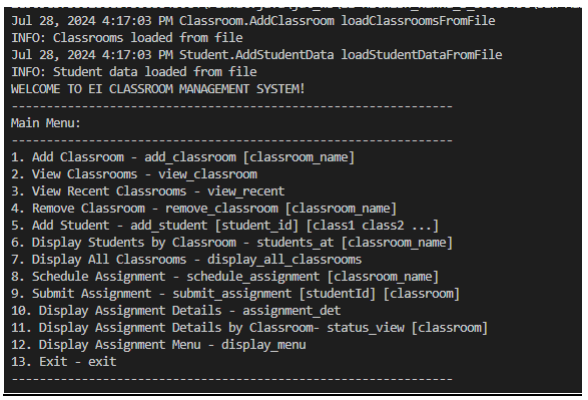 Jul 28, 2024 4:17:03 PM Classroom.AddClassroom loadClassroomsFromFile
INFO: Classrooms loaded from file
Jul 28, 2024 4:17:03 PM Student.AddStudentData loadStudentDataFromFile
INFO: Student data loaded from file
WELCOME TO EI CLASSROOM MANAGEMENT SYSTEM!
---------------------------------------------------------------
Main Menu:
---------------------------------------------------------------
1. Add Classroom - add_classroom [classroom_name]
2. View Classrooms - view_classroom
3. View Recent Classrooms - view_recent
4. Remove Classroom - remove_classroom [classroom_name]
5. Add Student - add_student [student_id] [class1 class2 ...]
6. Display Students by Classroom - students_at [classroom_name]
7. Display All Classrooms - display_all_classrooms
8. Schedule Assignment - schedule_assignment [classroom_name]
9. Submit Assignment - submit_assignment [studentId] [classroom]
10. Display Assignment Details - assignment_det
11. Display Assignment Details by Classroom- status_view [classroom]
12. Display Assignment Menu - display_menu
13. Exit - exit
---------------------------------------------------------------